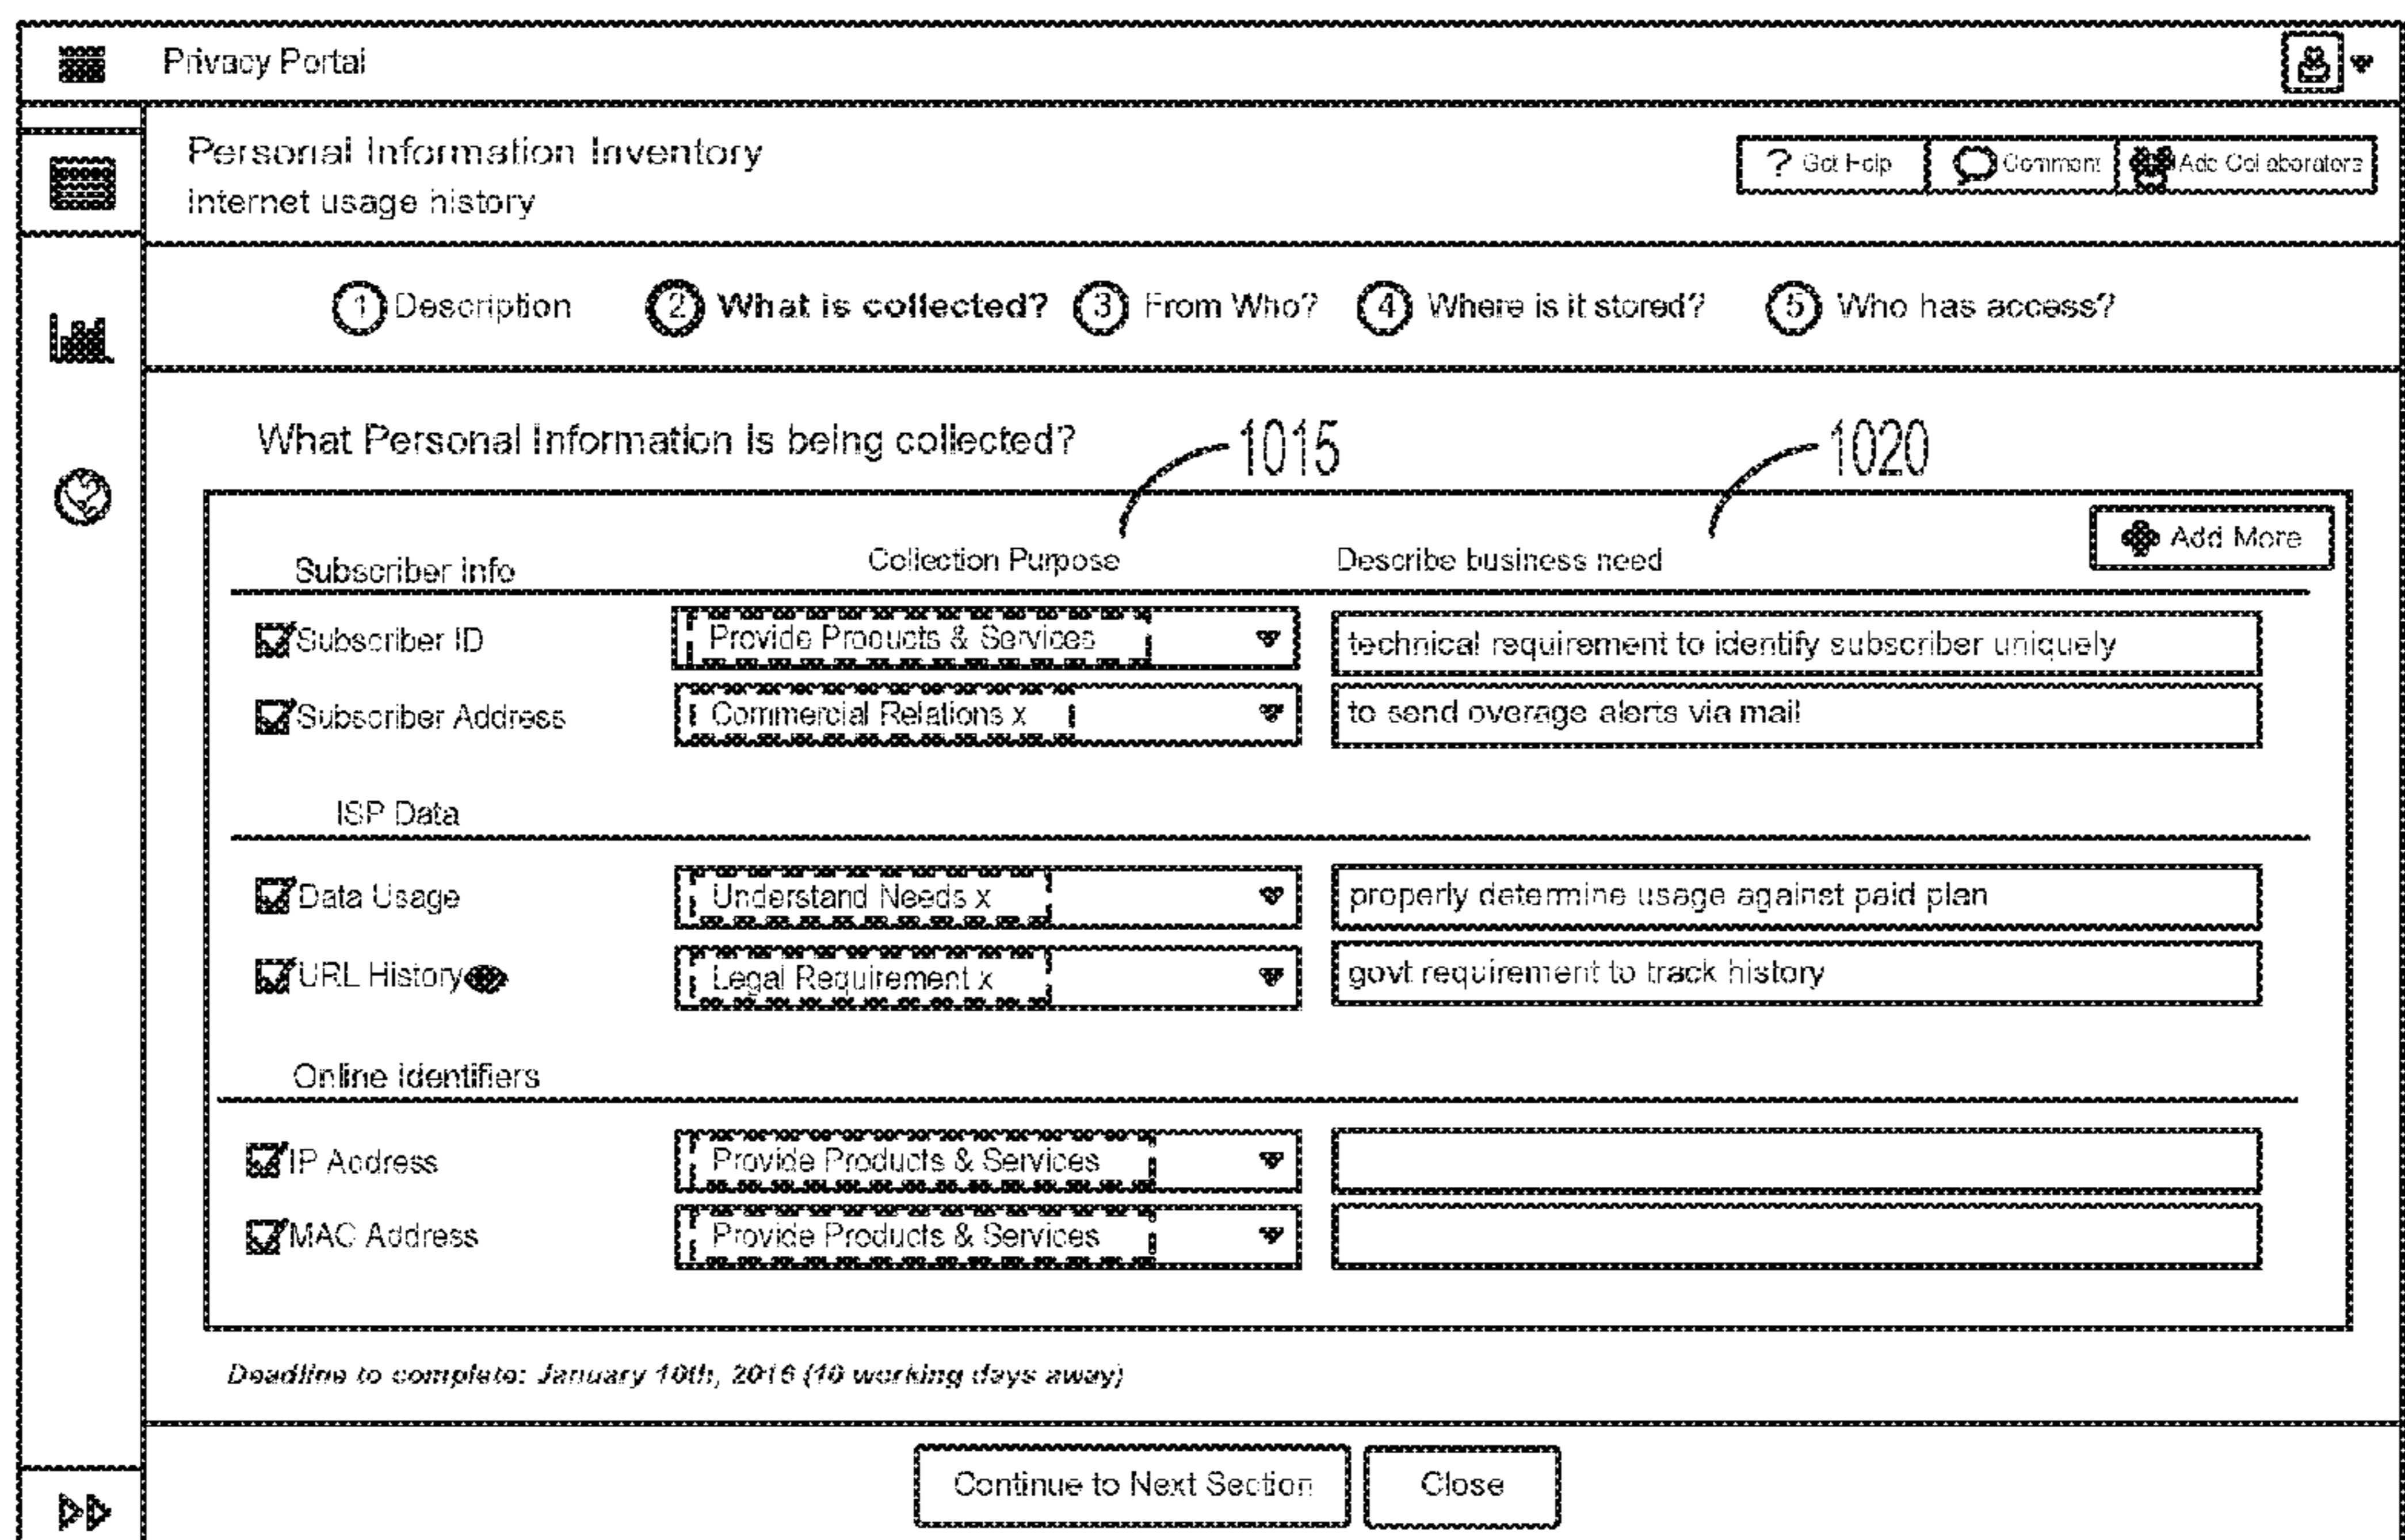 Privacy Portal
Personal Information Inventory
internet usage history
? Get Help Comment Add Collaborators
1 Description 2 What is collected? 3 From Who? 4 Where is it stored? 5 Who has access?
What Personal Information is being collected?
1015 1020
Add More
Subscriber Info Collection Purpose Describe business need
Subscriber ID Provide Products & Services technical requirement to identify subscriber uniquely
Subscriber Address Commercial Relations x to send overage alerts via mail
ISP Data
Data Usage Understand Needs x properly determine usage against paid plan
URL History Legal Requirement x govt requirement to track history
Online Identifiers
IP Address Provide Products & Services
MAC Address Provide Products & Services
Deadline to complete: January 10th, 2016 (10 working days away)
Continue to Next Section Close